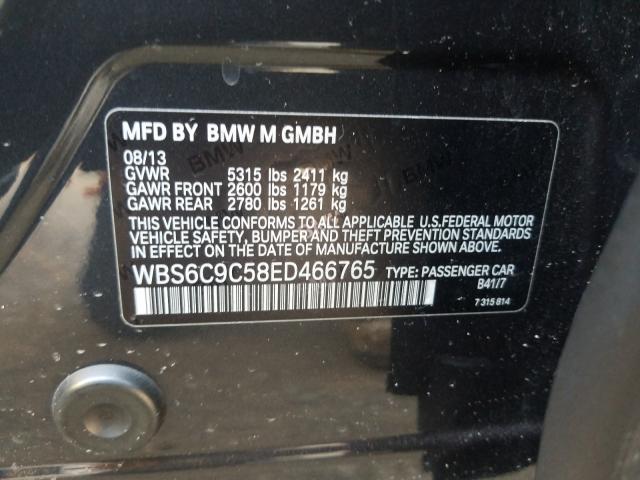 MFD BY BMW M GMBH
08/13
GVWR 5315 lbs 2411 kg
GAWR FRONT 2600 lbs 1179 kg
GAWR REAR 2780 lbs 1261 kg
THIS VEHICLE CONFORMS TO ALL APPLICABLE U.S.FEDERAL MOTOR
VEHICLE SAFETY, BUMPER AND THEFT PREVENTION STANDARDS
IN EFFECT ON THE DATE OF MANUFACTURE SHOWN ABOVE.
WBS6C9C58ED466765 TYPE: PASSENGER CAR
B41/7
7 315 814